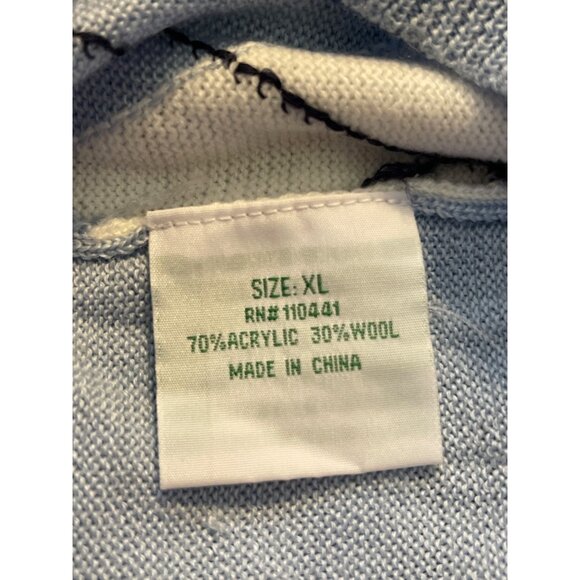 SIZE: XL
RN# 110441
70% ACRYLIC 30% WOOL
MADE IN CHINA